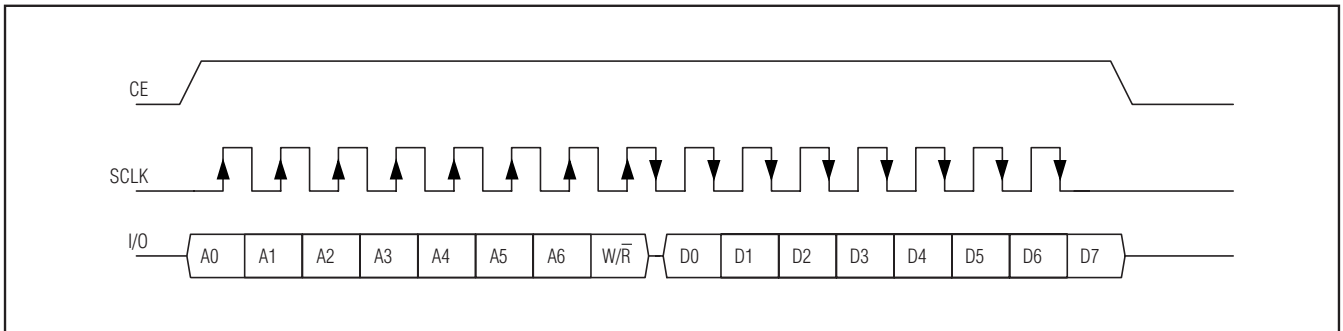 CE
SCLK
I/O A0 A1 A2 A3 A4 A5 A6 W/R̅ D0 D1 D2 D3 D4 D5 D6 D7